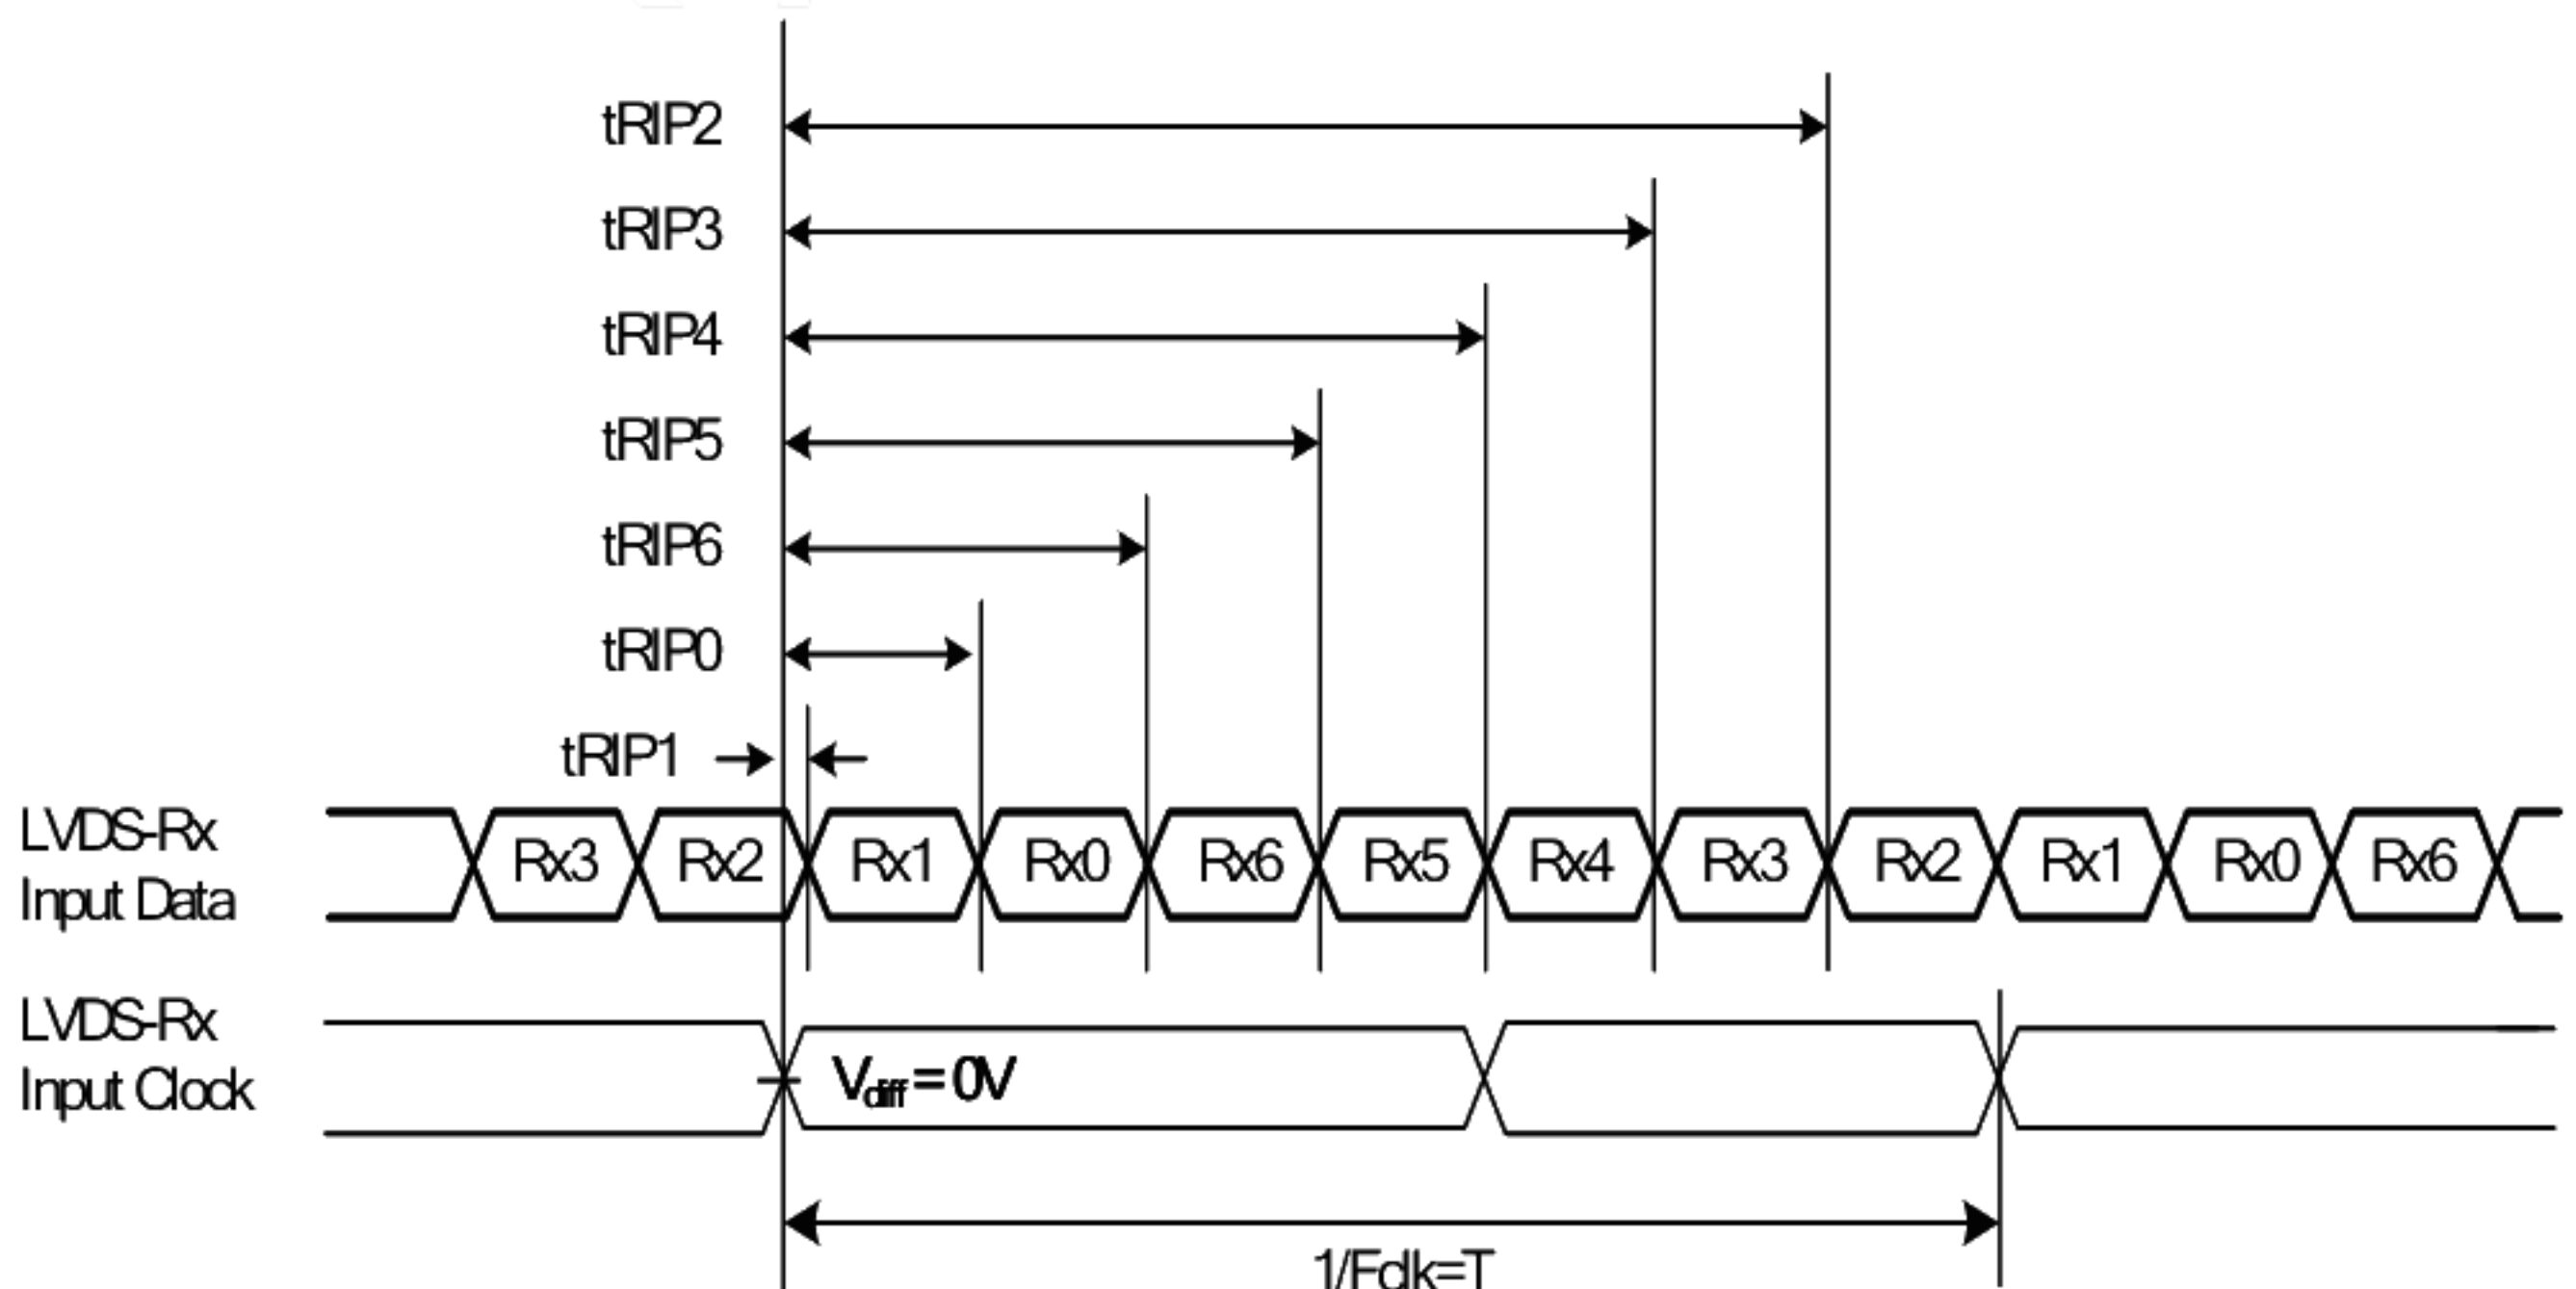 tRIP2
tRIP3
tRIP4
tRIP5
tRIP6
tRIP0
tRIP1
LVDS-Rx
Input Data
Rx3 Rx2 Rx1 Rx0 Rx6 Rx5 Rx4 Rx3 Rx2 Rx1 Rx0 Rx6
LVDS-Rx
Input Clock
Vdiff = 0V
1/Fclk=T